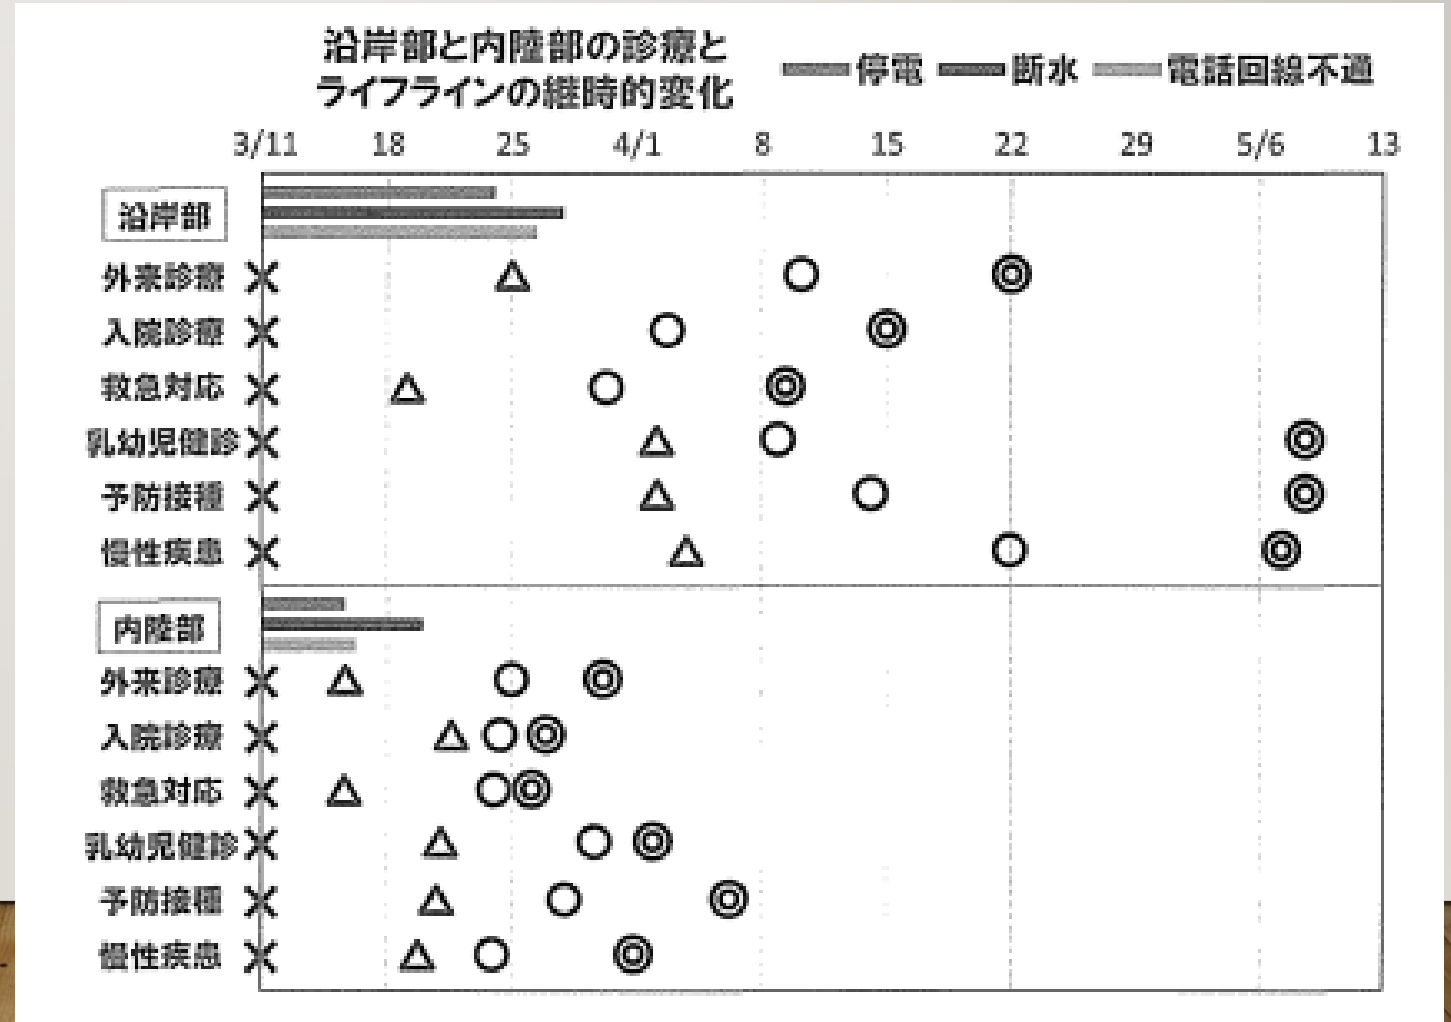 沿岸部と内陸部の診療と
ライフラインの継時的変化
停電 断水 電話回線不通
3/11 18 25 4/1 8 15 22 29 5/6 13
沿岸部
外来診療 × △ ○ ◎
入院診療 × ○ ◎
救急対応 × △ ○ ◎
乳幼児健診 × △ ○ ◎
予防接種 × △ ○ ◎
慢性疾患 × △ ○ ◎
内陸部
外来診療 × △ ○ ◎
入院診療 × △ ○ ◎
救急対応 × △ ○ ◎
乳幼児健診 × △ ○ ◎
予防接種 × △ ○ ◎
慢性疾患 × △ ○ ◎